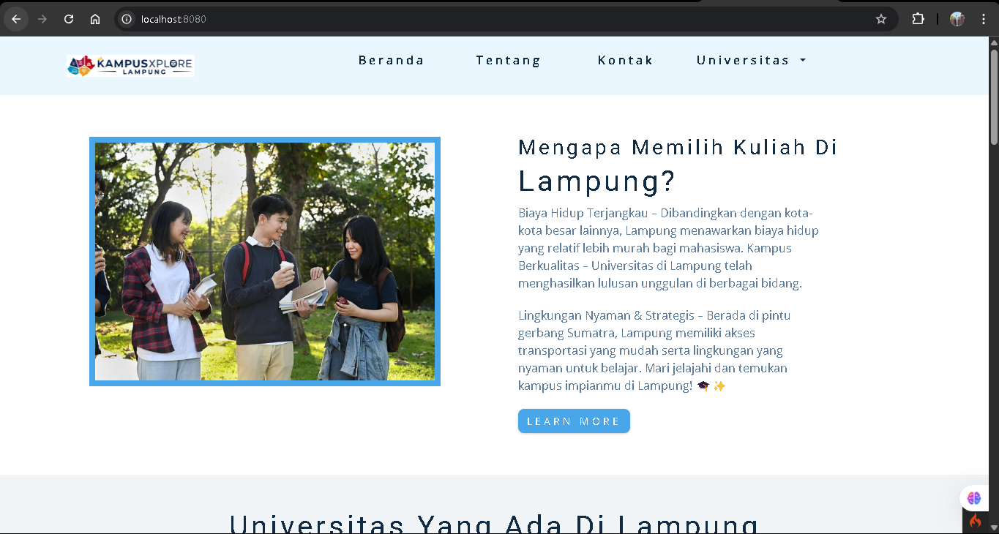 localhost:8080
KAMPUSXPLORE
LAMPUNG
Beranda Tentang Kontak Universitas
Mengapa Memilih Kuliah Di
Lampung?
Biaya Hidup Terjangkau – Dibandingkan dengan kota-
kota besar lainnya, Lampung menawarkan biaya hidup
yang relatif lebih murah bagi mahasiswa. Kampus
Berkualitas – Universitas di Lampung telah
menghasilkan lulusan unggulan di berbagai bidang.
Lingkungan Nyaman & Strategis – Berada di pintu
gerbang Sumatra, Lampung memiliki akses
transportasi yang mudah serta lingkungan yang
nyaman untuk belajar. Mari jelajahi dan temukan
kampus impianmu di Lampung! 🎓✨
LEARN MORE
Universitas Yang Ada Di Lampung